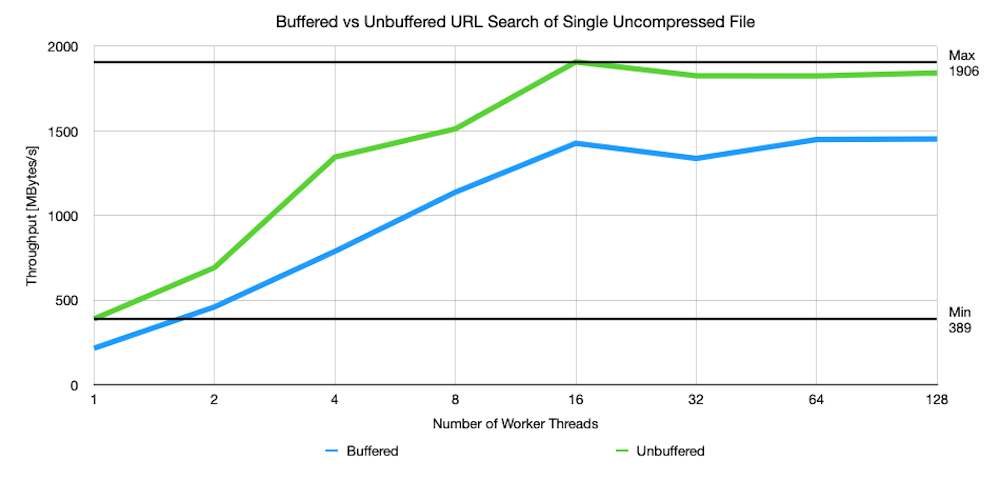 Buffered vs Unbuffered URL Search of Single Uncompressed File
Throughput [MBytes/s]
2000
1500
1000
500
0
Max
1906
Min
389
1 2 4 8 16 32 64 128
Number of Worker Threads
Buffered Unbuffered